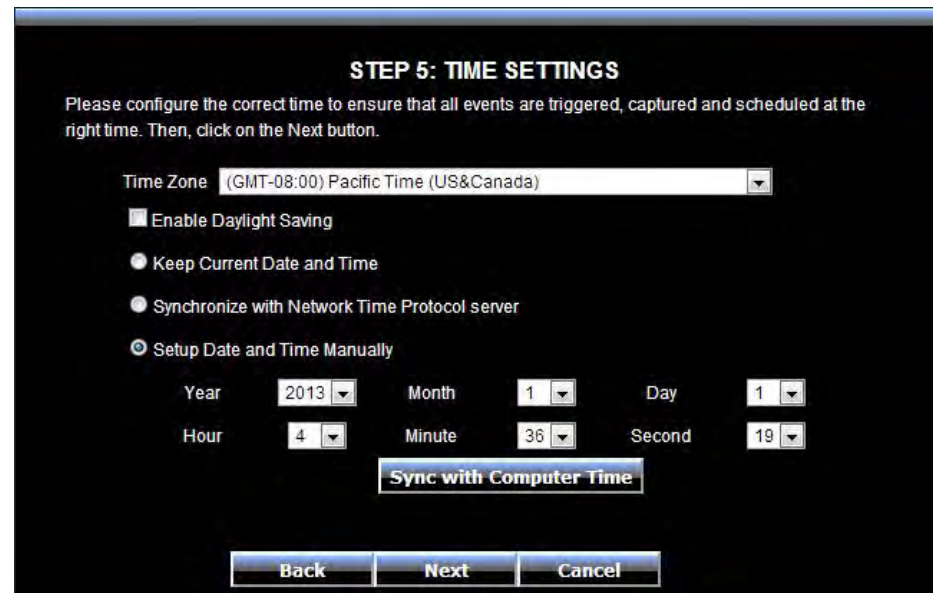 STEP 5: TIME SETTINGS
Please configure the correct time to ensure that all events are triggered, captured and scheduled at the
right time. Then, click on the Next button.
Time Zone (GMT-08:00) Pacific Time (US&Canada)
Enable Daylight Saving
Keep Current Date and Time
Synchronize with Network Time Protocol server
Setup Date and Time Manually
Year 2013 Month 1 Day 1
Hour 4 Minute 36 Second 19
Sync with Computer Time
Back Next Cancel